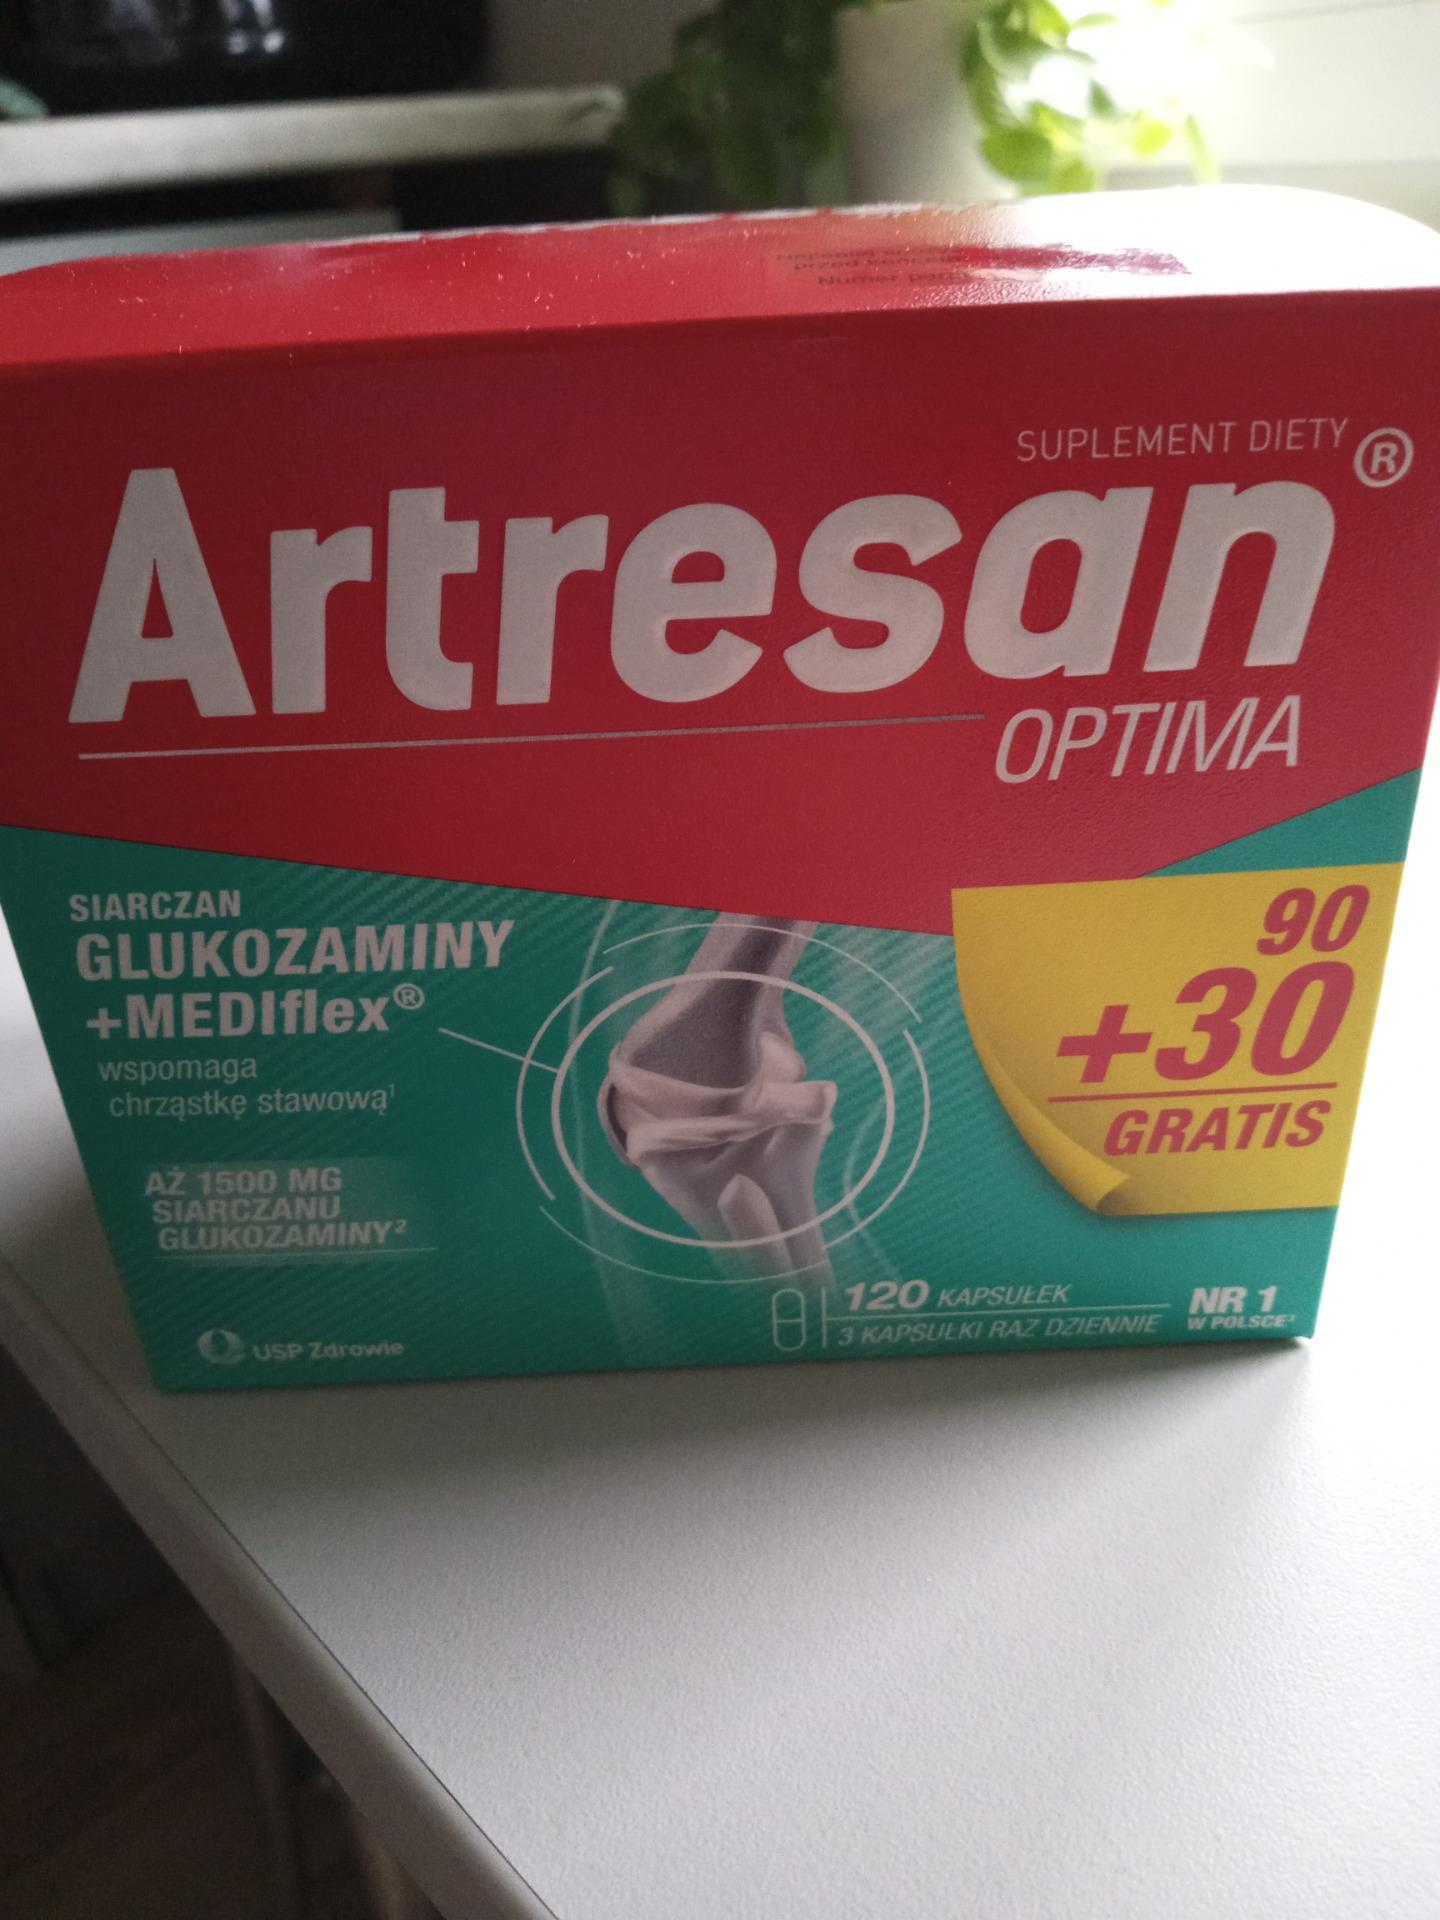 Numer
SUPLEMENT DIETY
Artresan®
OPTIMA
SIARCZAN
GLUKOZAMINY
+MEDIflex®
wspomaga
chrząstkę stawową¹
AŻ 1500 MG
SIARCZANU
GLUKOZAMINY²
90
+30
GRATIS
120 KAPSUŁEK
3 KAPSUŁKI RAZ DZIENNIE
NR 1
W POLSCE³
USP Zdrowie